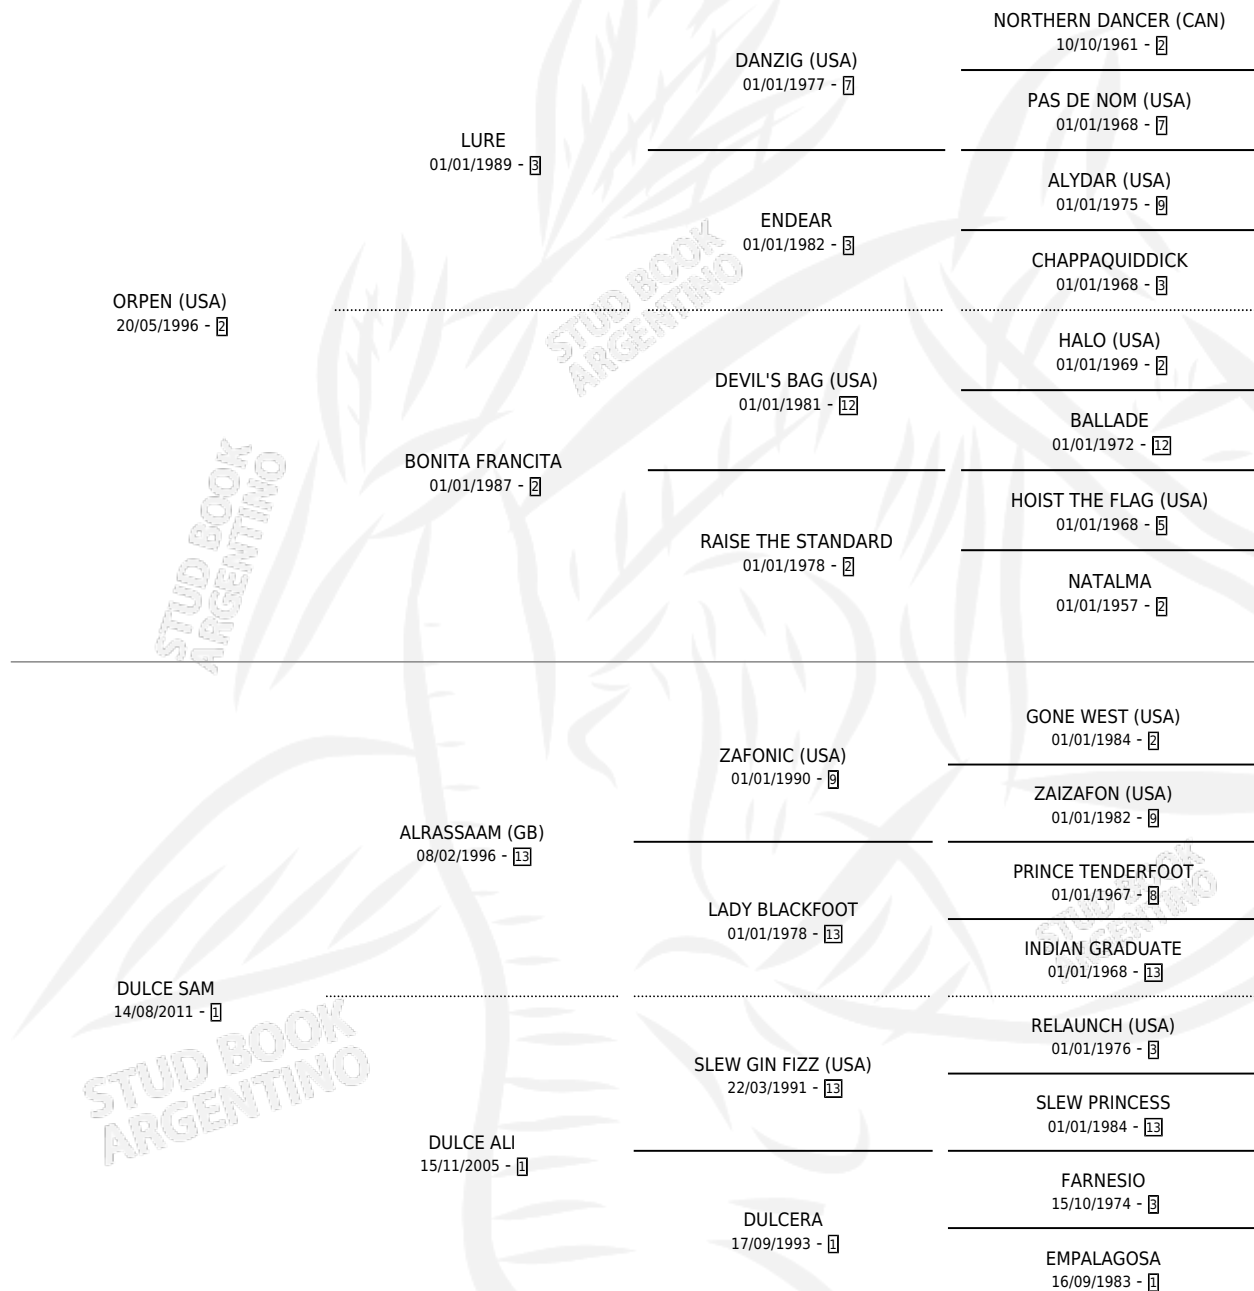 NORTHERN DANCER (CAN)
10/10/1961 - 2
DANZIG (USA)
01/01/1977 - 7
PAS DE NOM (USA)
01/01/1968 - 7
LURE
01/01/1989 - 3
ALYDAR (USA)
01/01/1975 - 9
ENDEAR
01/01/1982 - 3
CHAPPAQUIDDICK
01/01/1968 - 3
ORPEN (USA)
20/05/1996 - 2
STUD BOOK
ARGENTINO
HALO (USA)
01/01/1969 - 2
DEVIL'S BAG (USA)
01/01/1981 - 12
BALLADE
01/01/1972 - 12
BONITA FRANCITA
01/01/1987 - 2
HOIST THE FLAG (USA)
01/01/1968 - 5
RAISE THE STANDARD
01/01/1978 - 2
NATALMA
01/01/1957 - 2
STUD BOOK
ARGENTINO
GONE WEST (USA)
01/01/1984 - 2
ZAFONIC (USA)
01/01/1990 - 9
ZAIZAFON (USA)
01/01/1982 - 9
ALRASSAAM (GB)
08/02/1996 - 13
PRINCE TENDERFOOT
01/01/1967 - 8
LADY BLACKFOOT
01/01/1978 - 13
INDIAN GRADUATE
01/01/1968 - 13
STUD BOOK
ARGENTINO
DULCE SAM
14/08/2011 - 1
RELAUNCH (USA)
01/01/1976 - 3
SLEW GIN FIZZ (USA)
22/03/1991 - 13
SLEW PRINCESS
01/01/1984 - 13
STUD BOOK
ARGENTINO
DULCE ALI
15/11/2005 - 1
FARNESIO
15/10/1974 - 3
DULCERA
17/09/1993 - 1
EMPALAGOSA
16/09/1983 - 1